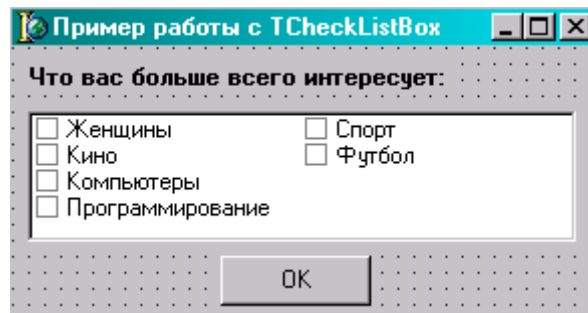 Пример работы с TCheckListBox
Что вас больше всего интересует:
Женщины
Кино
Компьютеры
Программирование
Спорт
Футбол
OK